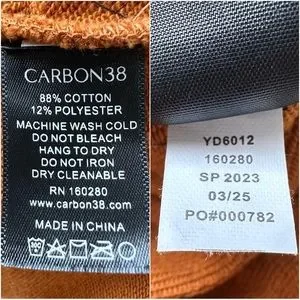 CARBON38
88% COTTON
12% POLYESTER
MACHINE WASH COLD
DO NOT BLEACH
HANG TO DRY
DO NOT IRON
DRY CLEANABLE
RN 160280
www.carbon38.com
MADE IN CHINA
YD6012
160280
SP 2023
03/25
PO#000782